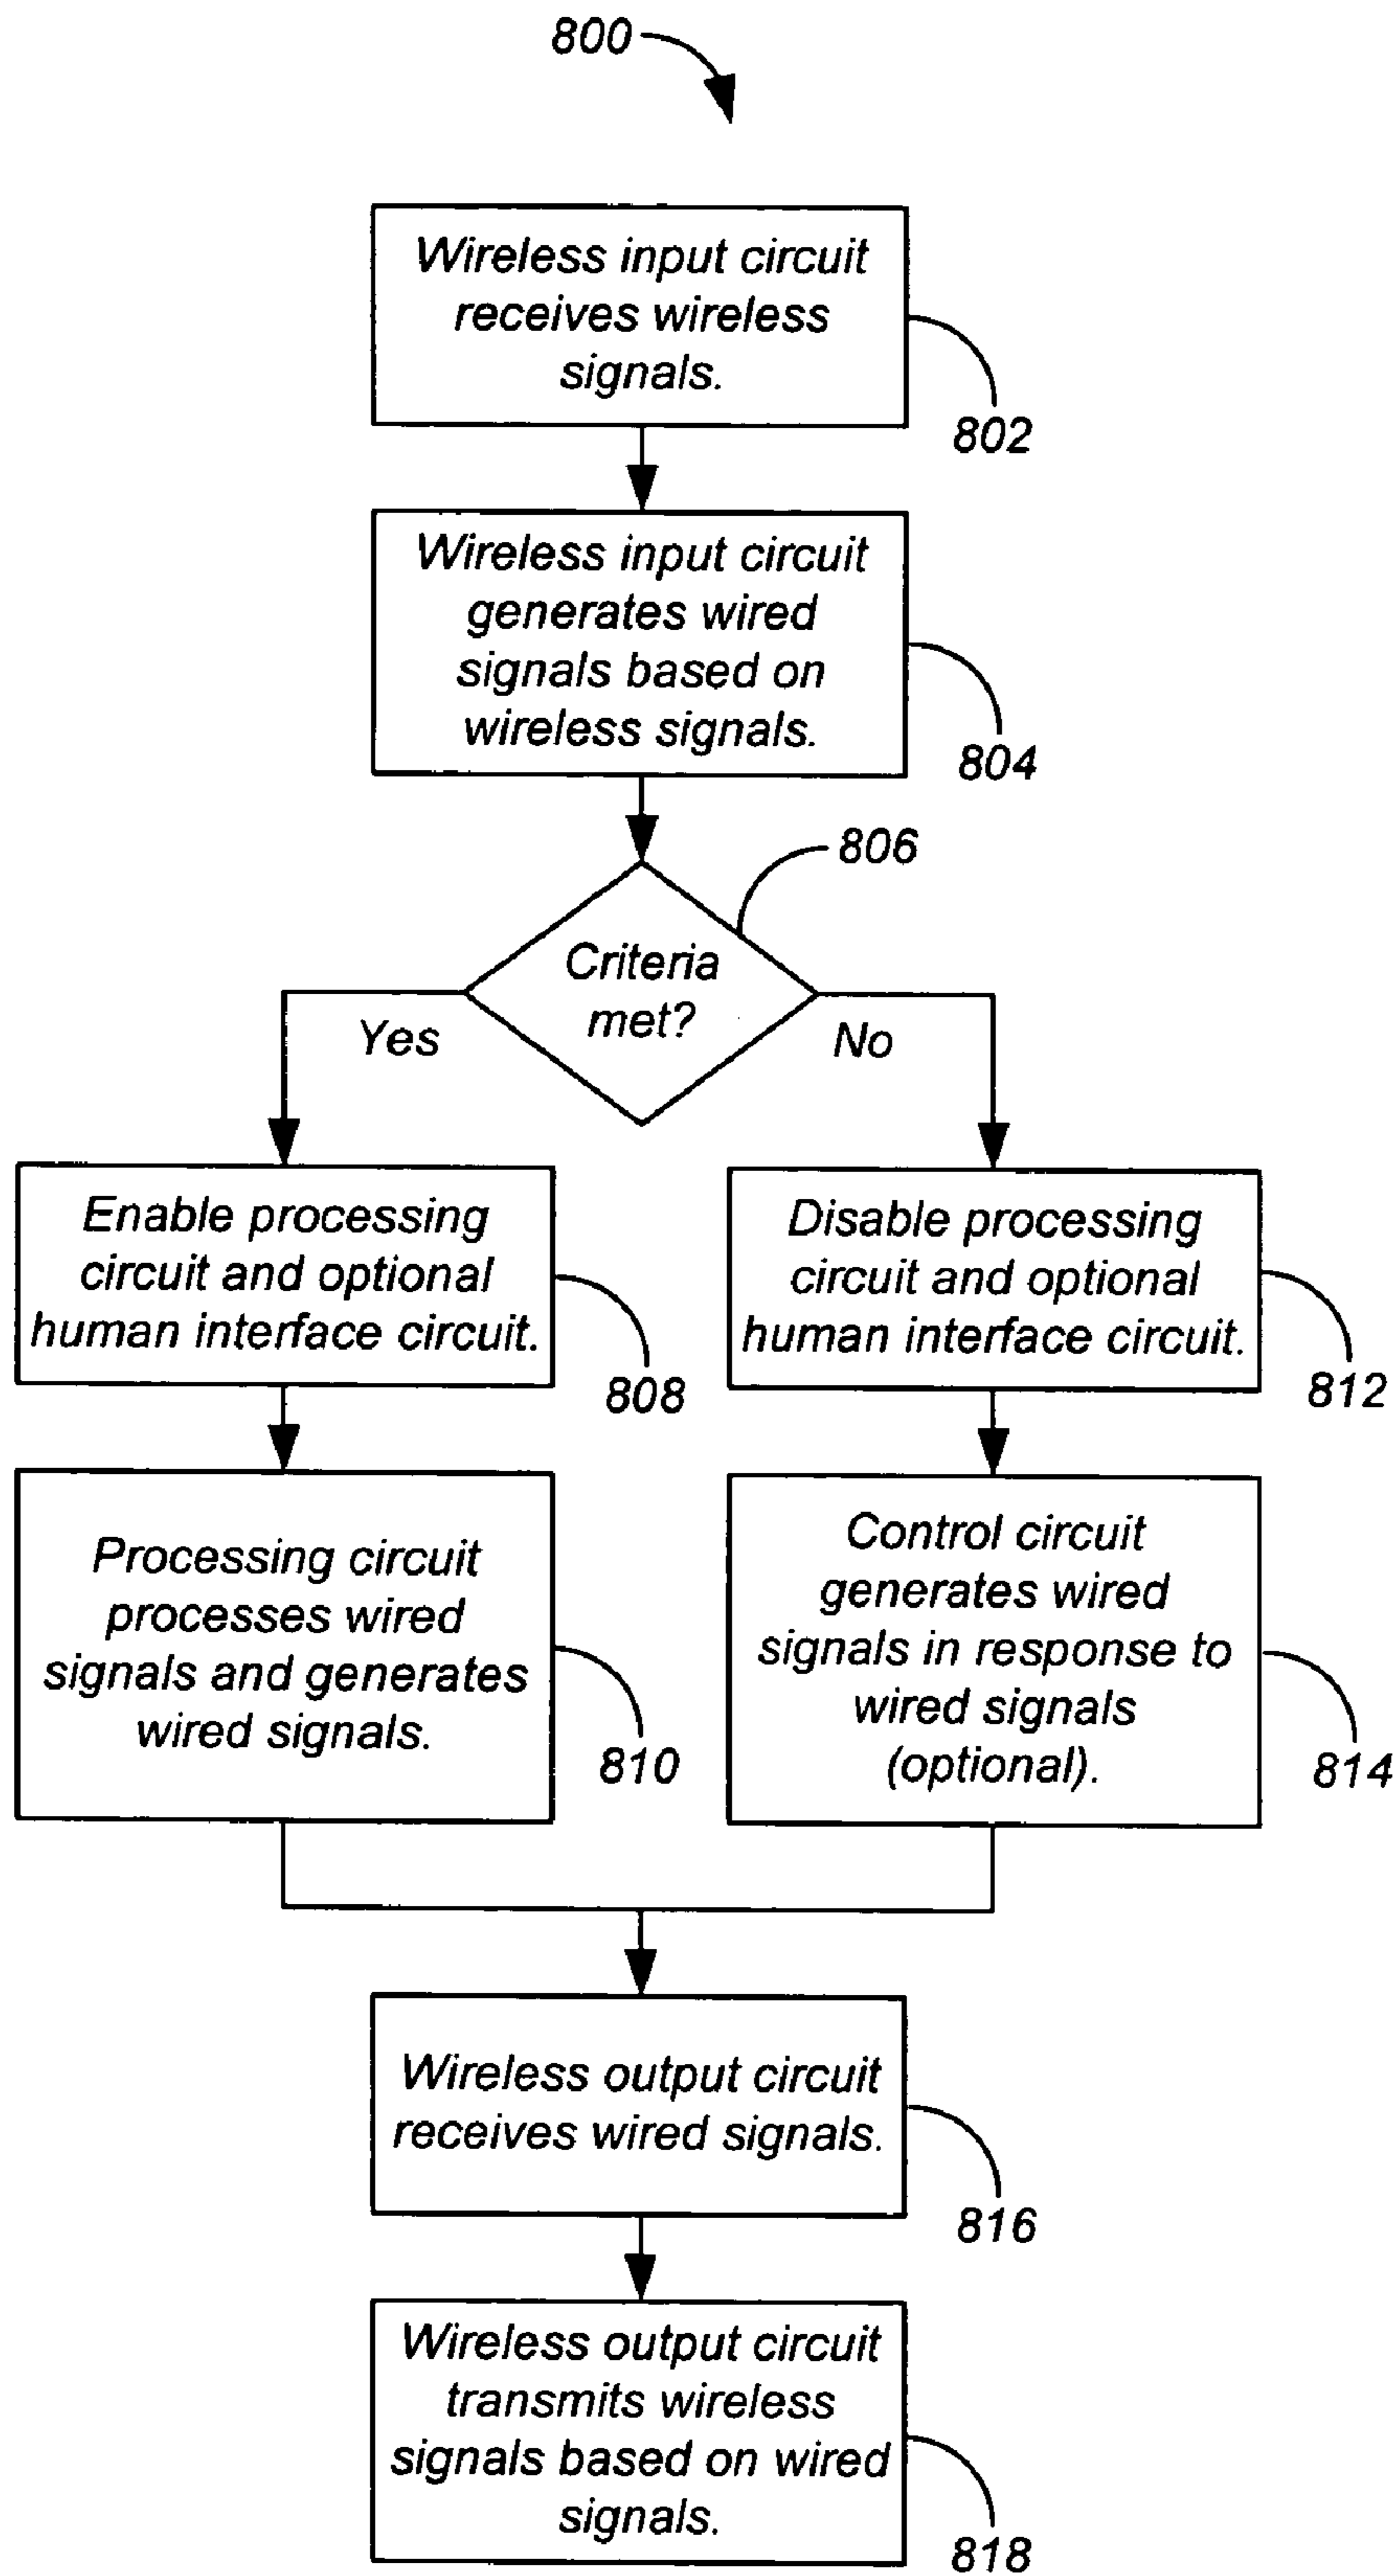 800
Wireless input circuit
receives wireless
signals.
802
Wireless input circuit
generates wired
signals based on
wireless signals.
804
806
Criteria
met?
Yes
No
Enable processing
circuit and optional
human interface circuit.
808
Disable processing
circuit and optional
human interface circuit.
812
Processing circuit
processes wired
signals and generates
wired signals.
810
Control circuit
generates wired
signals in response to
wired signals
(optional).
814
Wireless output circuit
receives wired signals.
816
Wireless output circuit
transmits wireless
signals based on wired
signals.
818